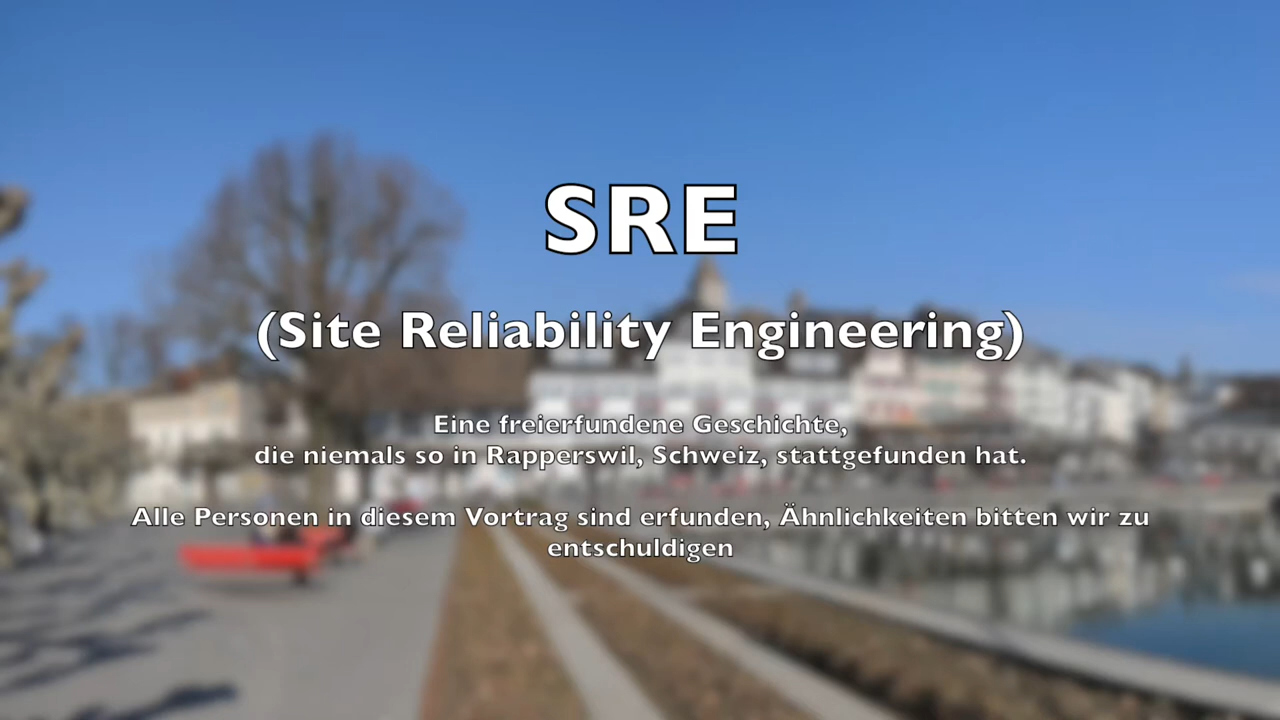 SRE
(Site Reliability Engineering)
Eine freierfundene Geschichte,
die niemals so in Rapperswil, Schweiz, stattgefunden hat.
Alle Personen in diesem Vortrag sind erfunden, Ähnlichkeiten bitten wir zu
entschuldigen